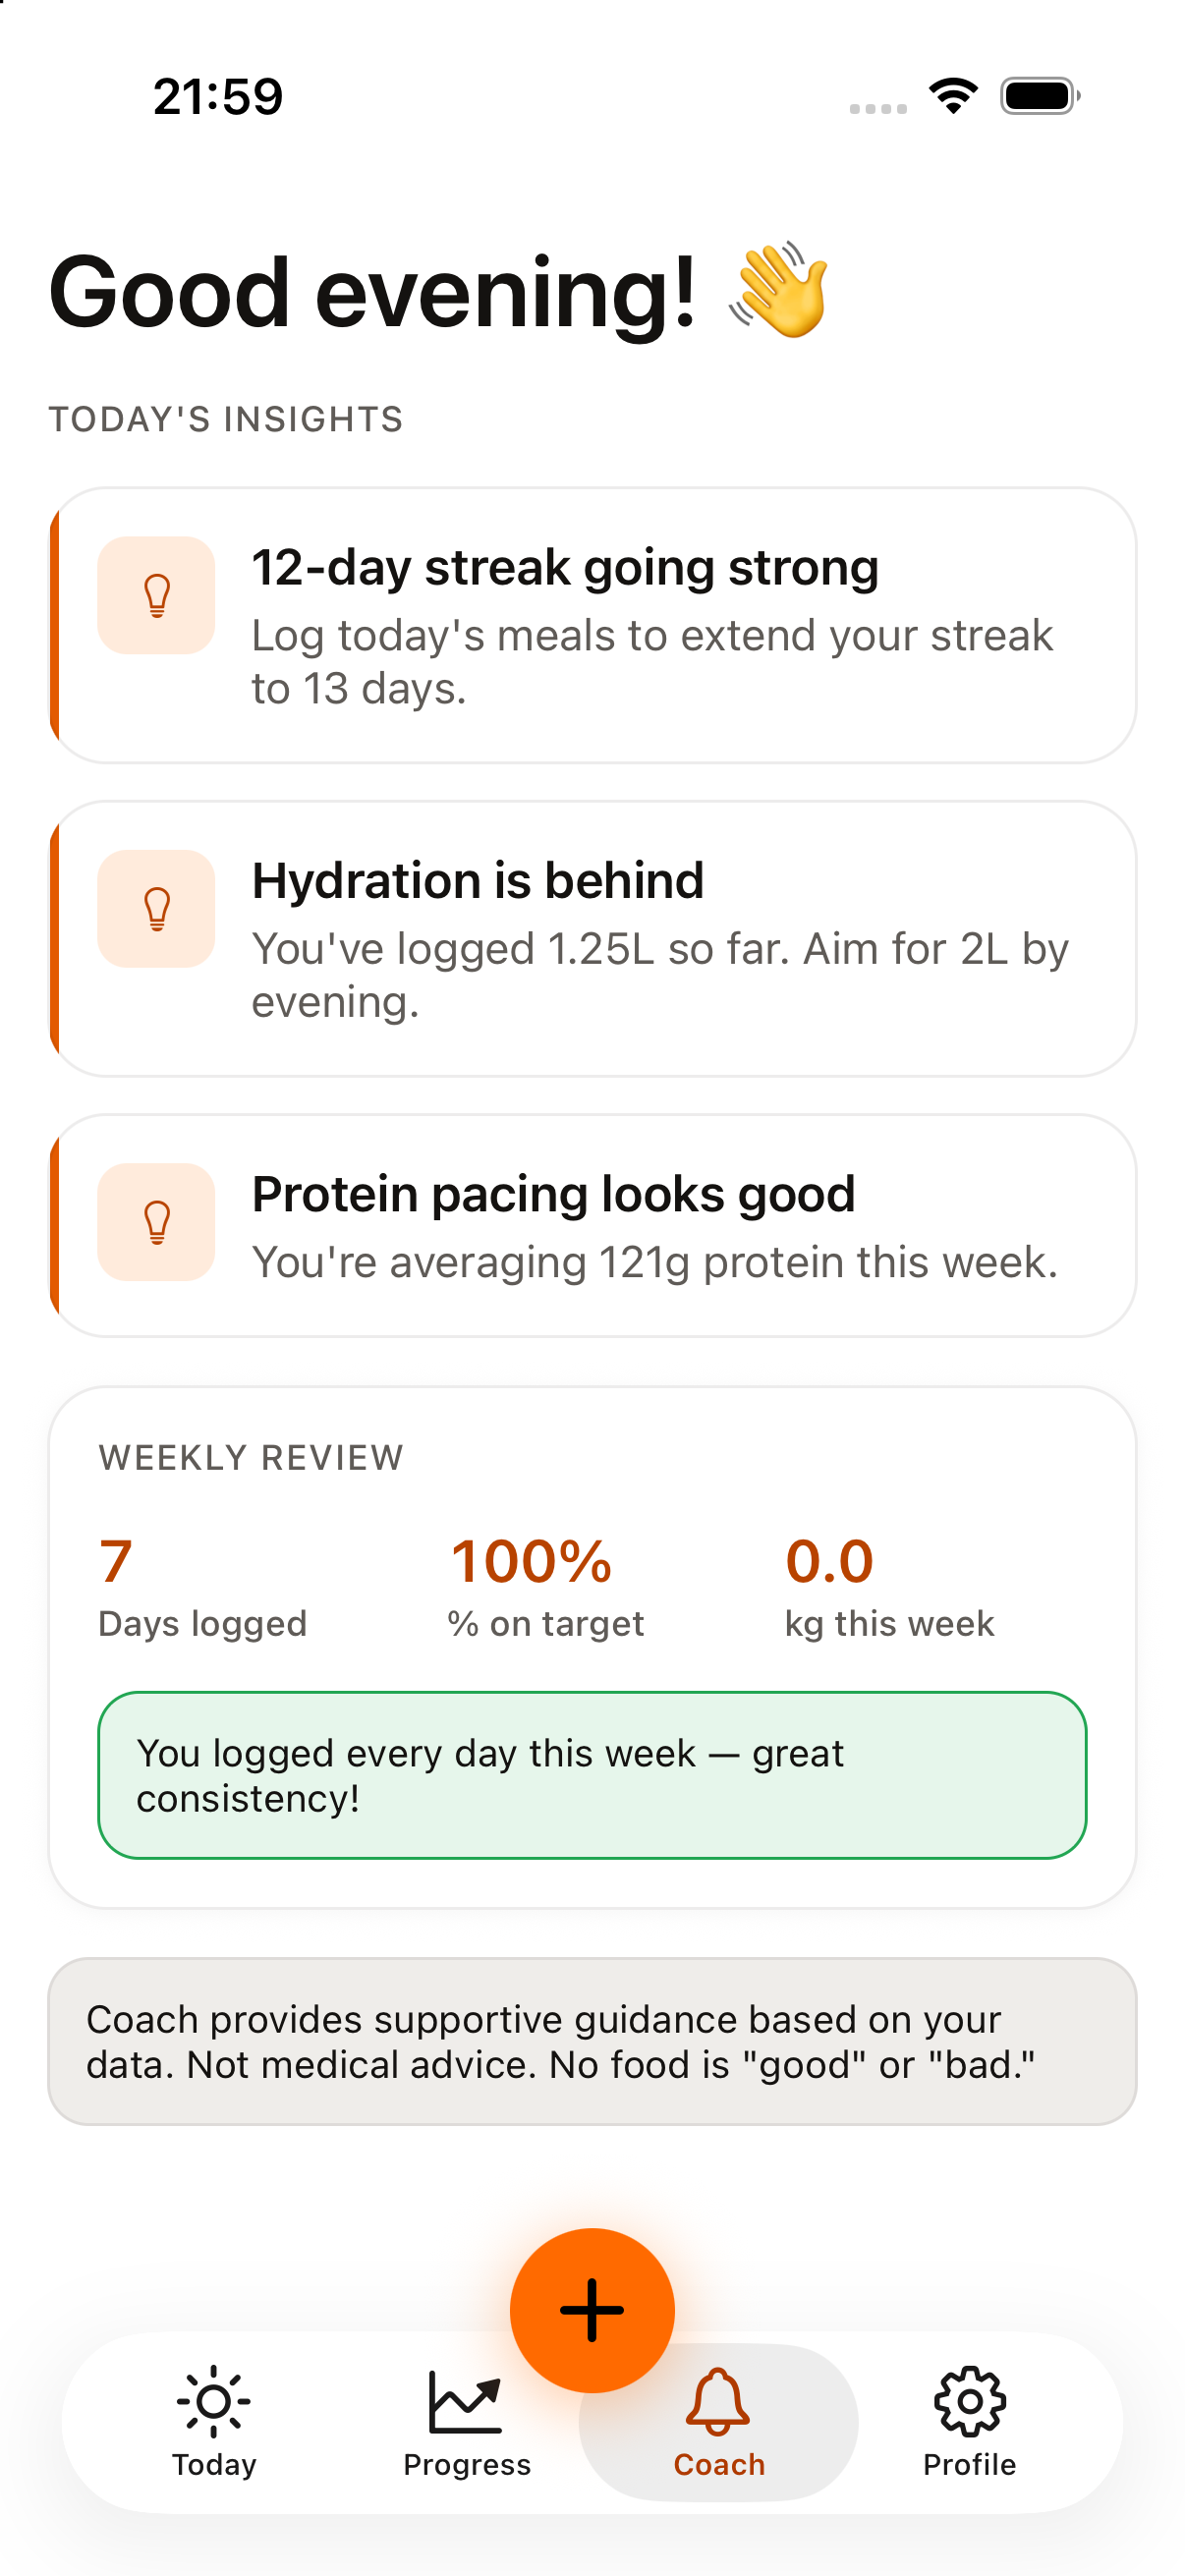 21:59
Good evening! 👋
TODAY'S INSIGHTS
12-day streak going strong
Log today's meals to extend your streak
to 13 days.
Hydration is behind
You've logged 1.25L so far. Aim for 2L by
evening.
Protein pacing looks good
You're averaging 121g protein this week.
WEEKLY REVIEW
7 100% 0.0
Days logged % on target kg this week
You logged every day this week — great
consistency!
Coach provides supportive guidance based on your
data. Not medical advice. No food is "good" or "bad."
Today Progress Coach Profile